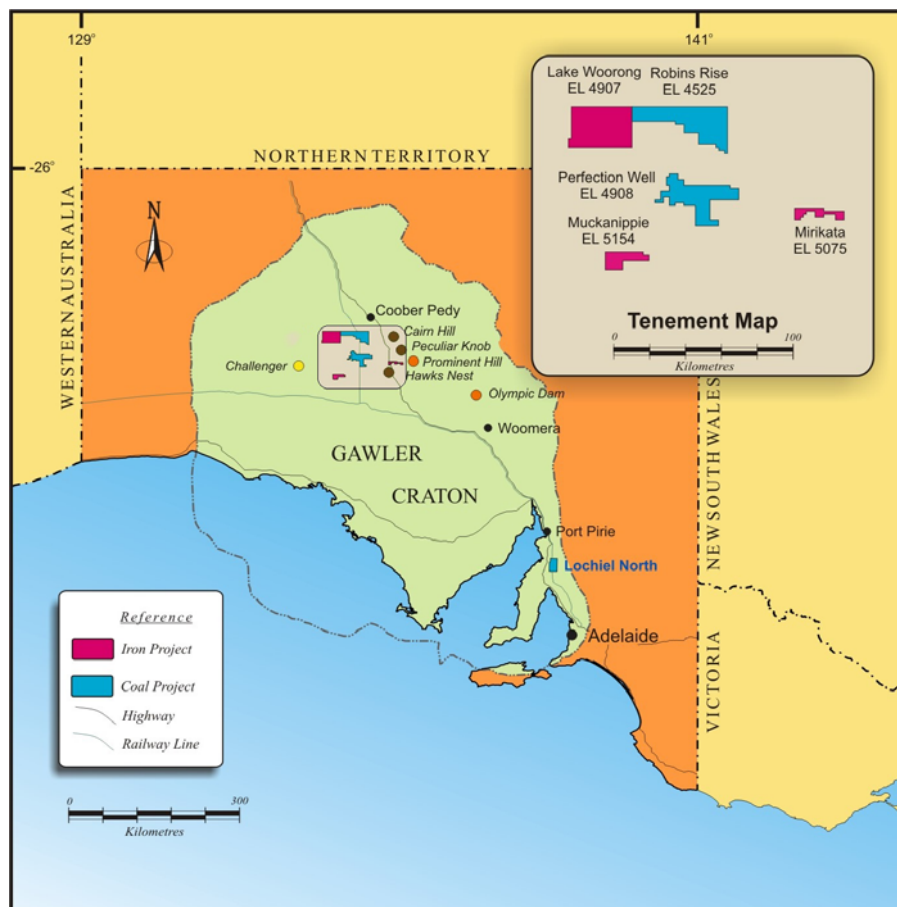 129°
141°
-26°
NORTHERN TERRITORY
WESTERN AUSTRALIA
N
Lake Woorong
EL 4907
Robins Rise
EL 4525
Perfection Well
EL 4908
Muckanippie
EL 5154
Mirikata
EL 5075
Tenement Map
0 100
Kilometres
Coober Pedy
Cairn Hill
Peculiar Knob
Prominent Hill
Hawks Nest
Challenger
Olympic Dam
Woomera
GAWLER
CRATON
Port Pirie
Lochiel North
Adelaide
NEW SOUTH WALES
VICTORIA
Reference
Iron Project
Coal Project
Highway
Railway Line
0 300
Kilometres